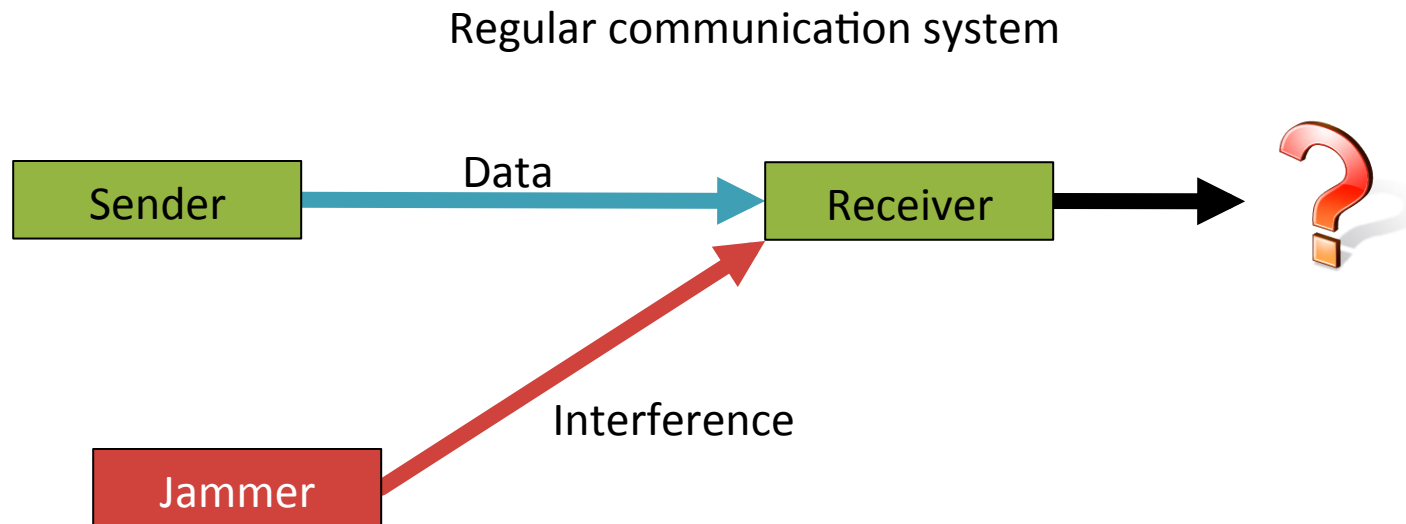 Regular communication system
Data
Sender
Receiver
Interference
Jammer